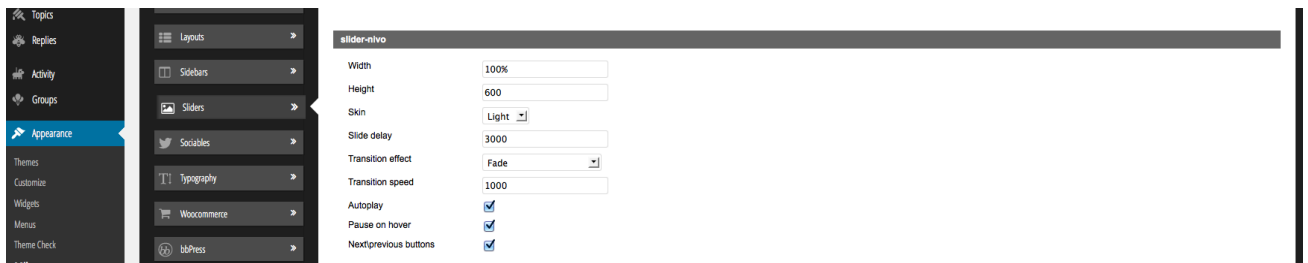 Topics
Replies
Activity
Groups
Appearance
Themes
Customize
Widgets
Menus
Theme Check
Layouts
Sidebars
Sliders
Sociables
Typography
Woocommerce
bbPress
slider-nivo
Width 100%
Height 600
Skin Light
Slide delay 3000
Transition effect Fade
Transition speed 1000
Autoplay
Pause on hover
Next\previous buttons